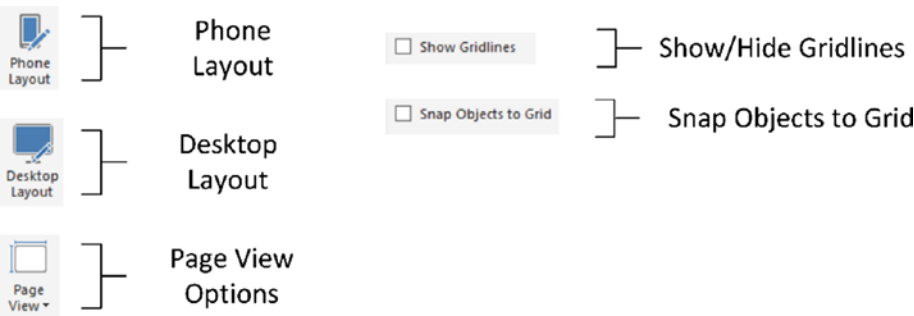 Phone
Layout
Phone
Layout
Desktop
Layout
Desktop
Layout
Page
View
Page View
Options
Show Gridlines
Show/Hide Gridlines
Snap Objects to Grid
Snap Objects to Grid